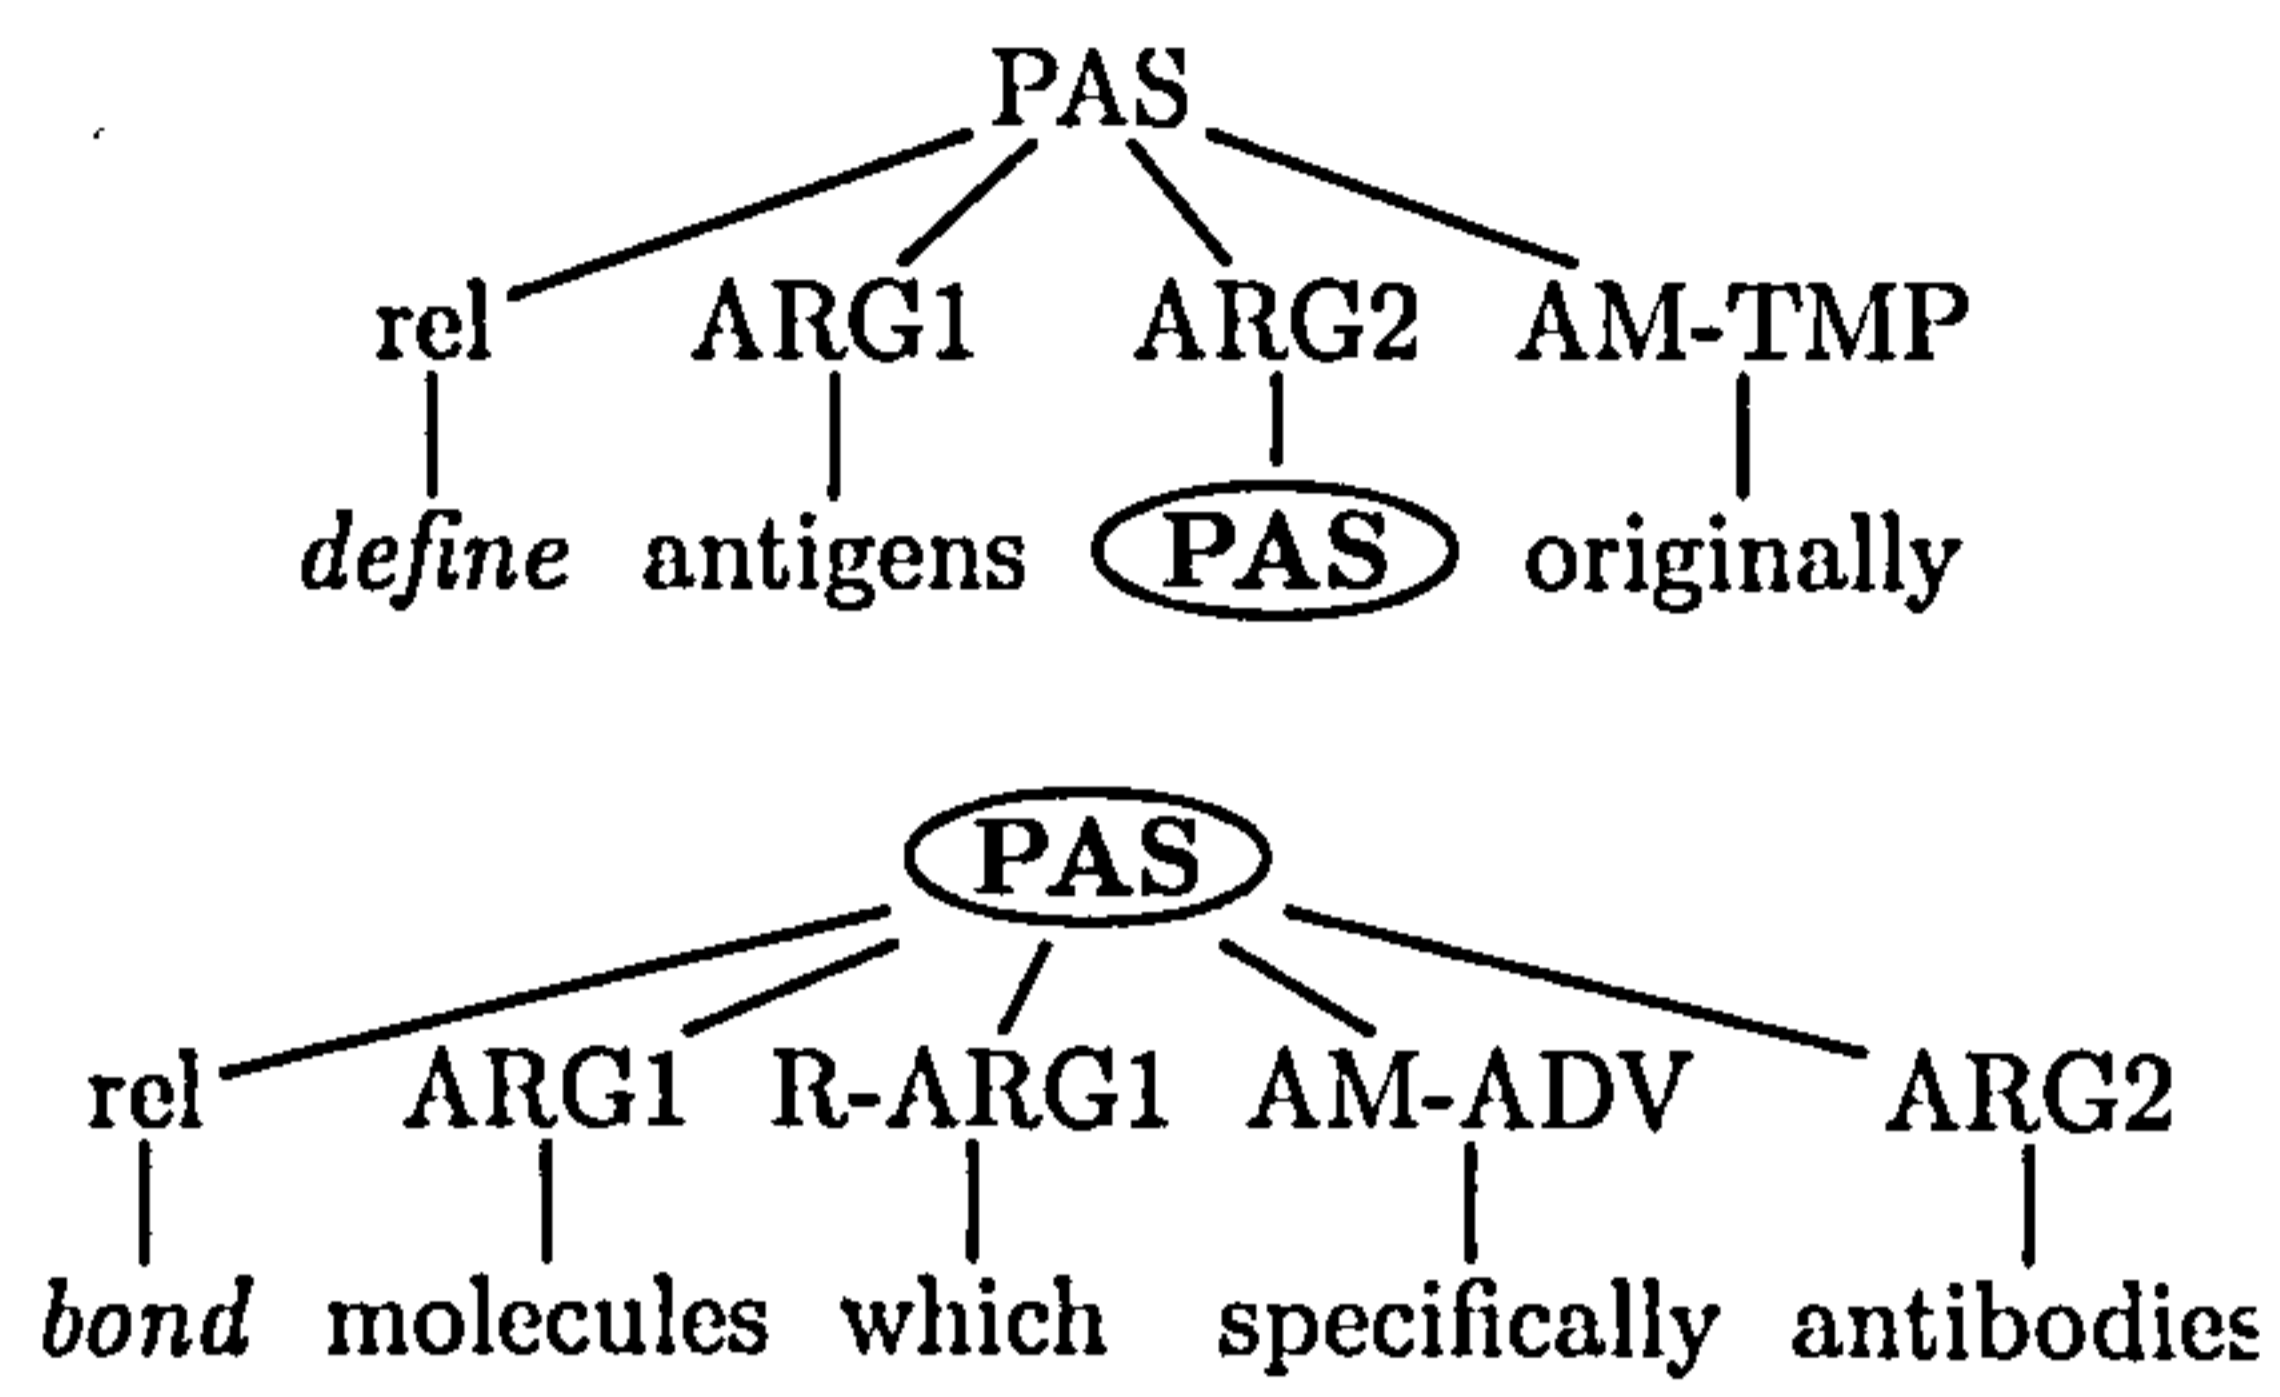 PAS
rel ARG1 ARG2 AM-TMP
define antigens PAS originally
PAS
rel ARG1 R-ARG1 AM-ADV ARG2
bond molecules which specifically antibodies